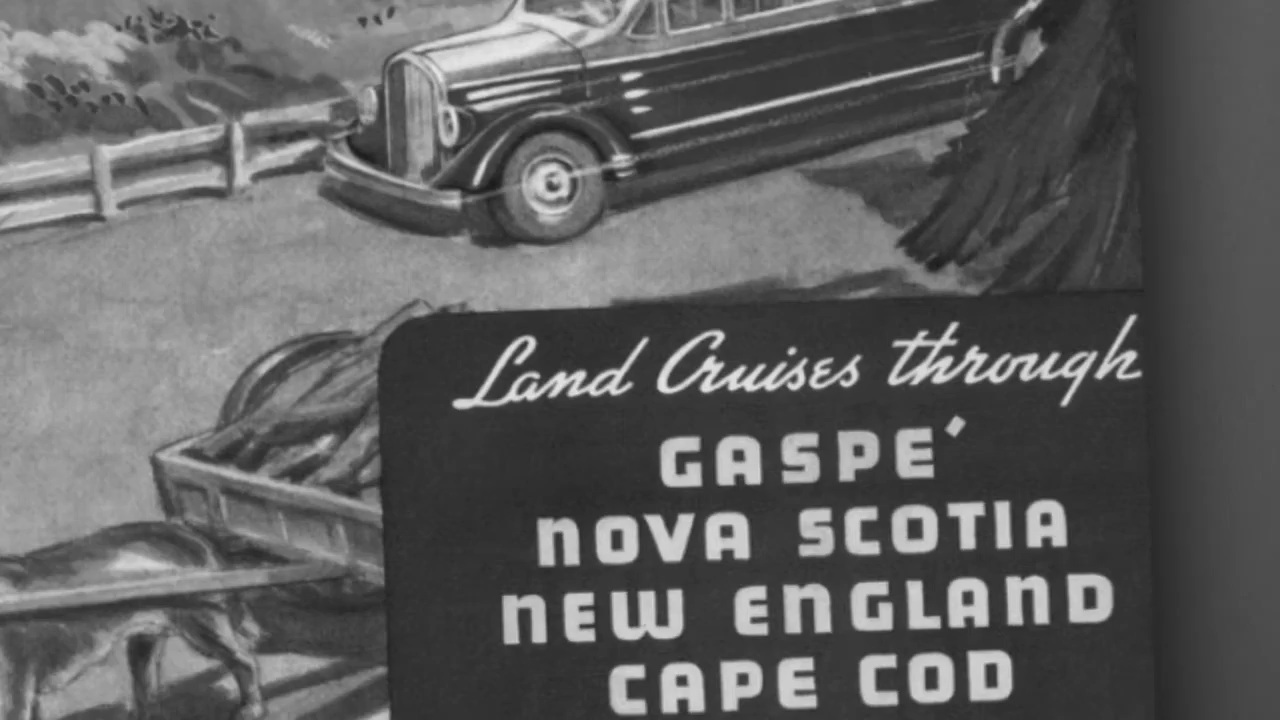 Land Cruises through
GASPE´
NOVA SCOTIA
NEW ENGLAND
CAPE COD